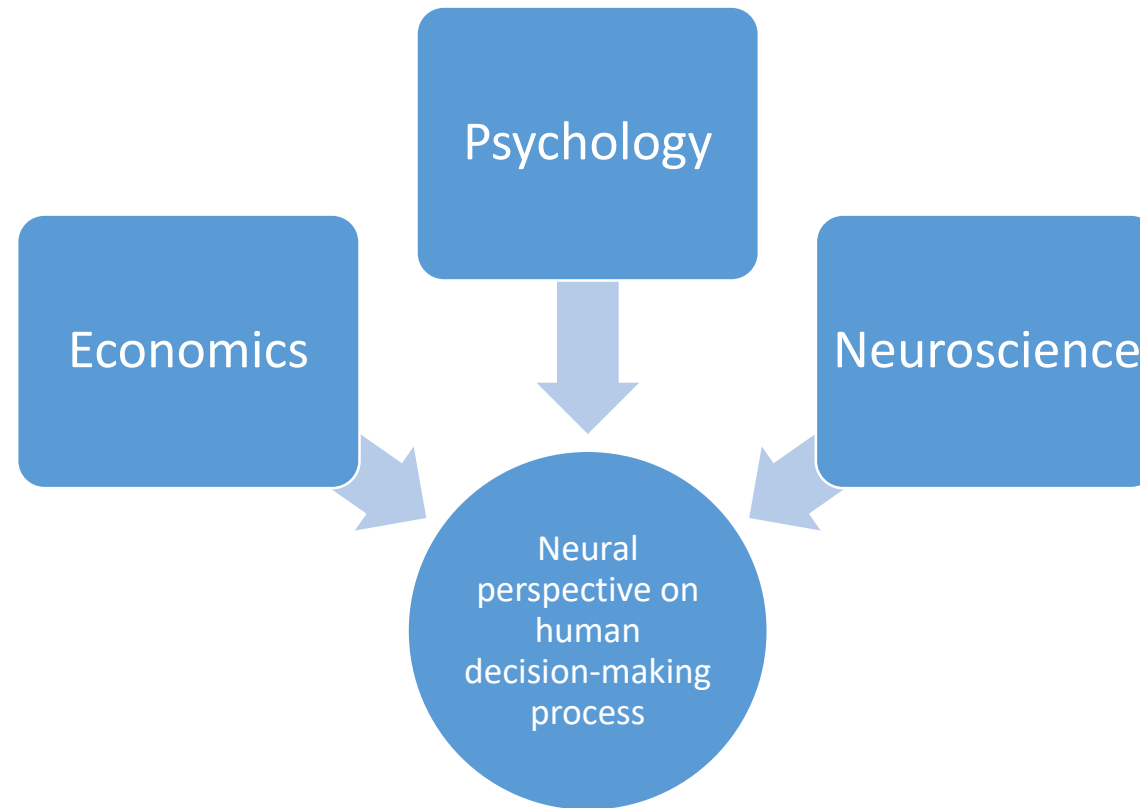 Psychology
Economics
Neuroscience
Neural
perspective on
human
decision-making
process